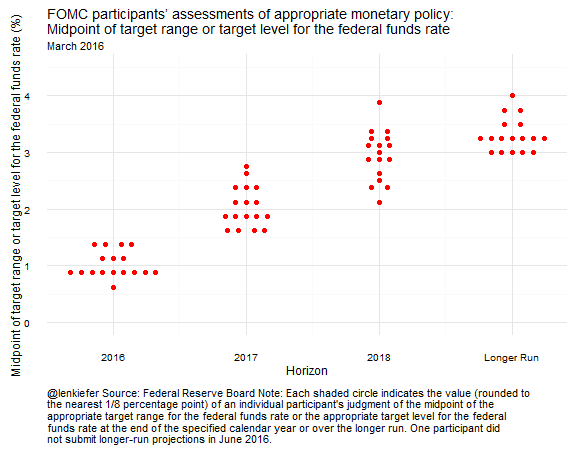 FOMC participants’ assessments of appropriate monetary policy:
Midpoint of target range or target level for the federal funds rate
March 2016
Midpoint of target range or target level for the federal funds rate (%)
4
3
2
1
0
2016 2017 2018 Longer Run
Horizon
@lenkiefer Source: Federal Reserve Board Note: Each shaded circle indicates the value (rounded to
the nearest 1/8 percentage point) of an individual participant's judgment of the midpoint of the
appropriate target range for the federal funds rate or the appropriate target level for the federal
funds rate at the end of the specified calendar year or over the longer run. One participant did
not submit longer-run projections in June 2016.